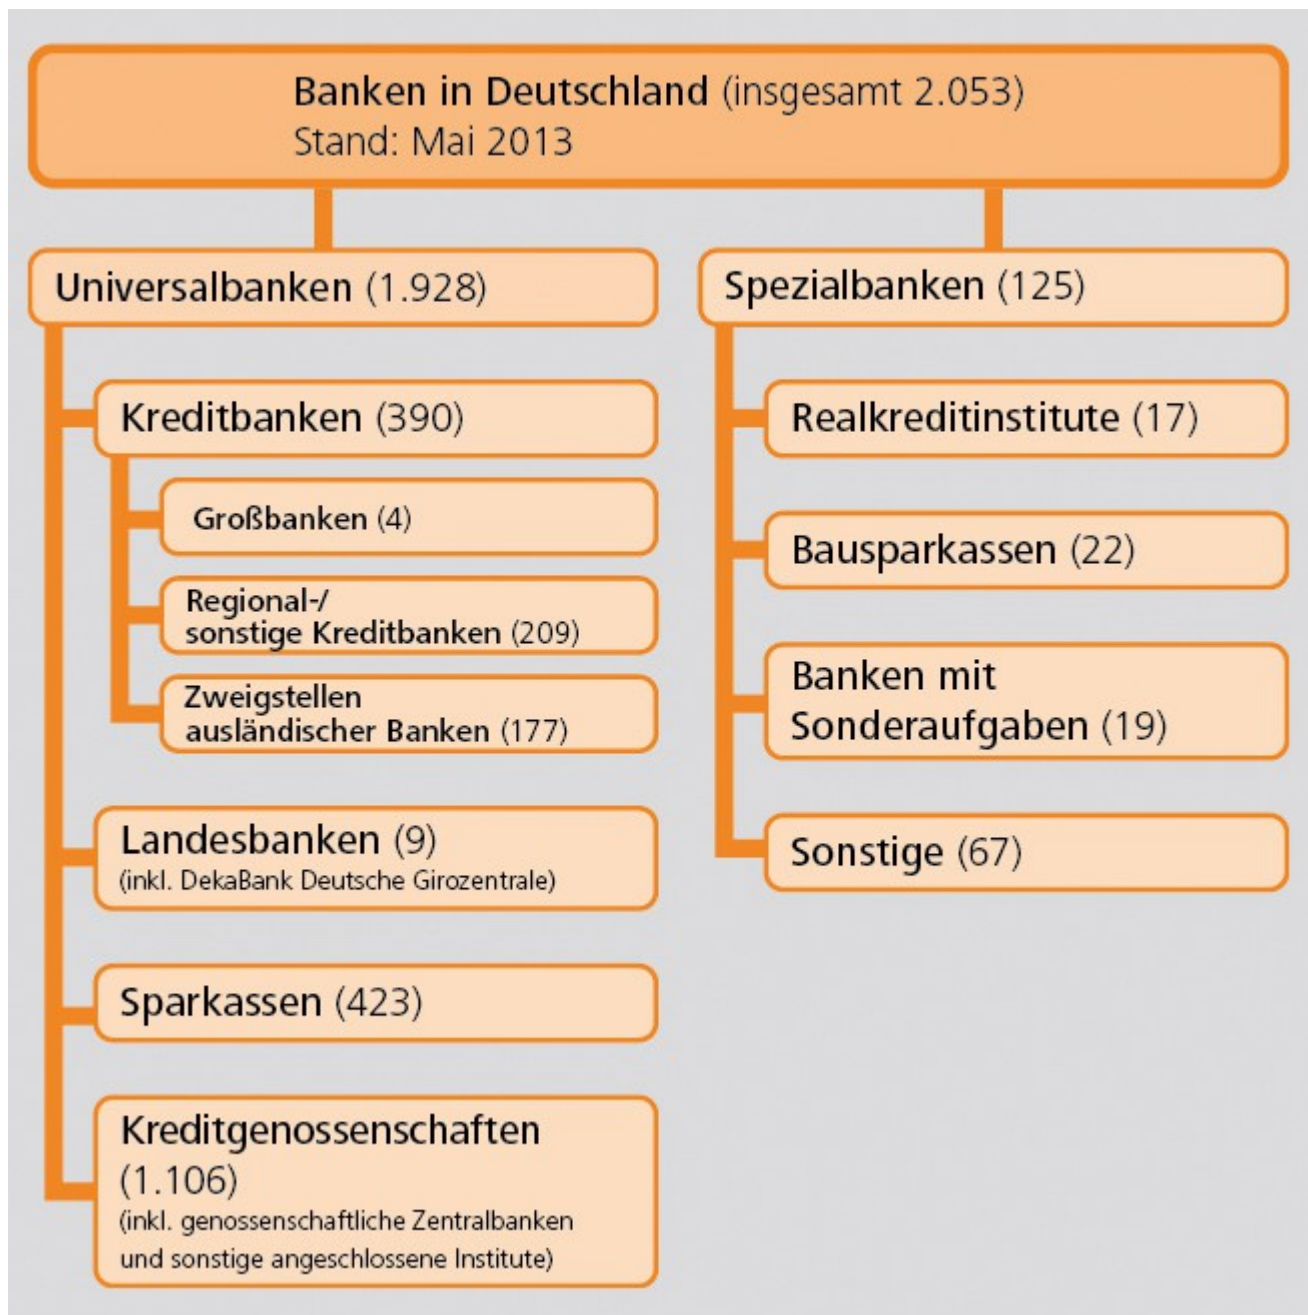 Banken in Deutschland (insgesamt 2.053)
Stand: Mai 2013
Universalbanken (1.928)
Kreditbanken (390)
Großbanken (4)
Regional-/
sonstige Kreditbanken (209)
Zweigstellen
ausländischer Banken (177)
Landesbanken (9)
(inkl. DekaBank Deutsche Girozentrale)
Sparkassen (423)
Kreditgenossenschaften
(1.106)
(inkl. genossenschaftliche Zentralbanken
und sonstige angeschlossene Institute)
Spezialbanken (125)
Realkreditinstitute (17)
Bausparkassen (22)
Banken mit
Sonderaufgaben (19)
Sonstige (67)